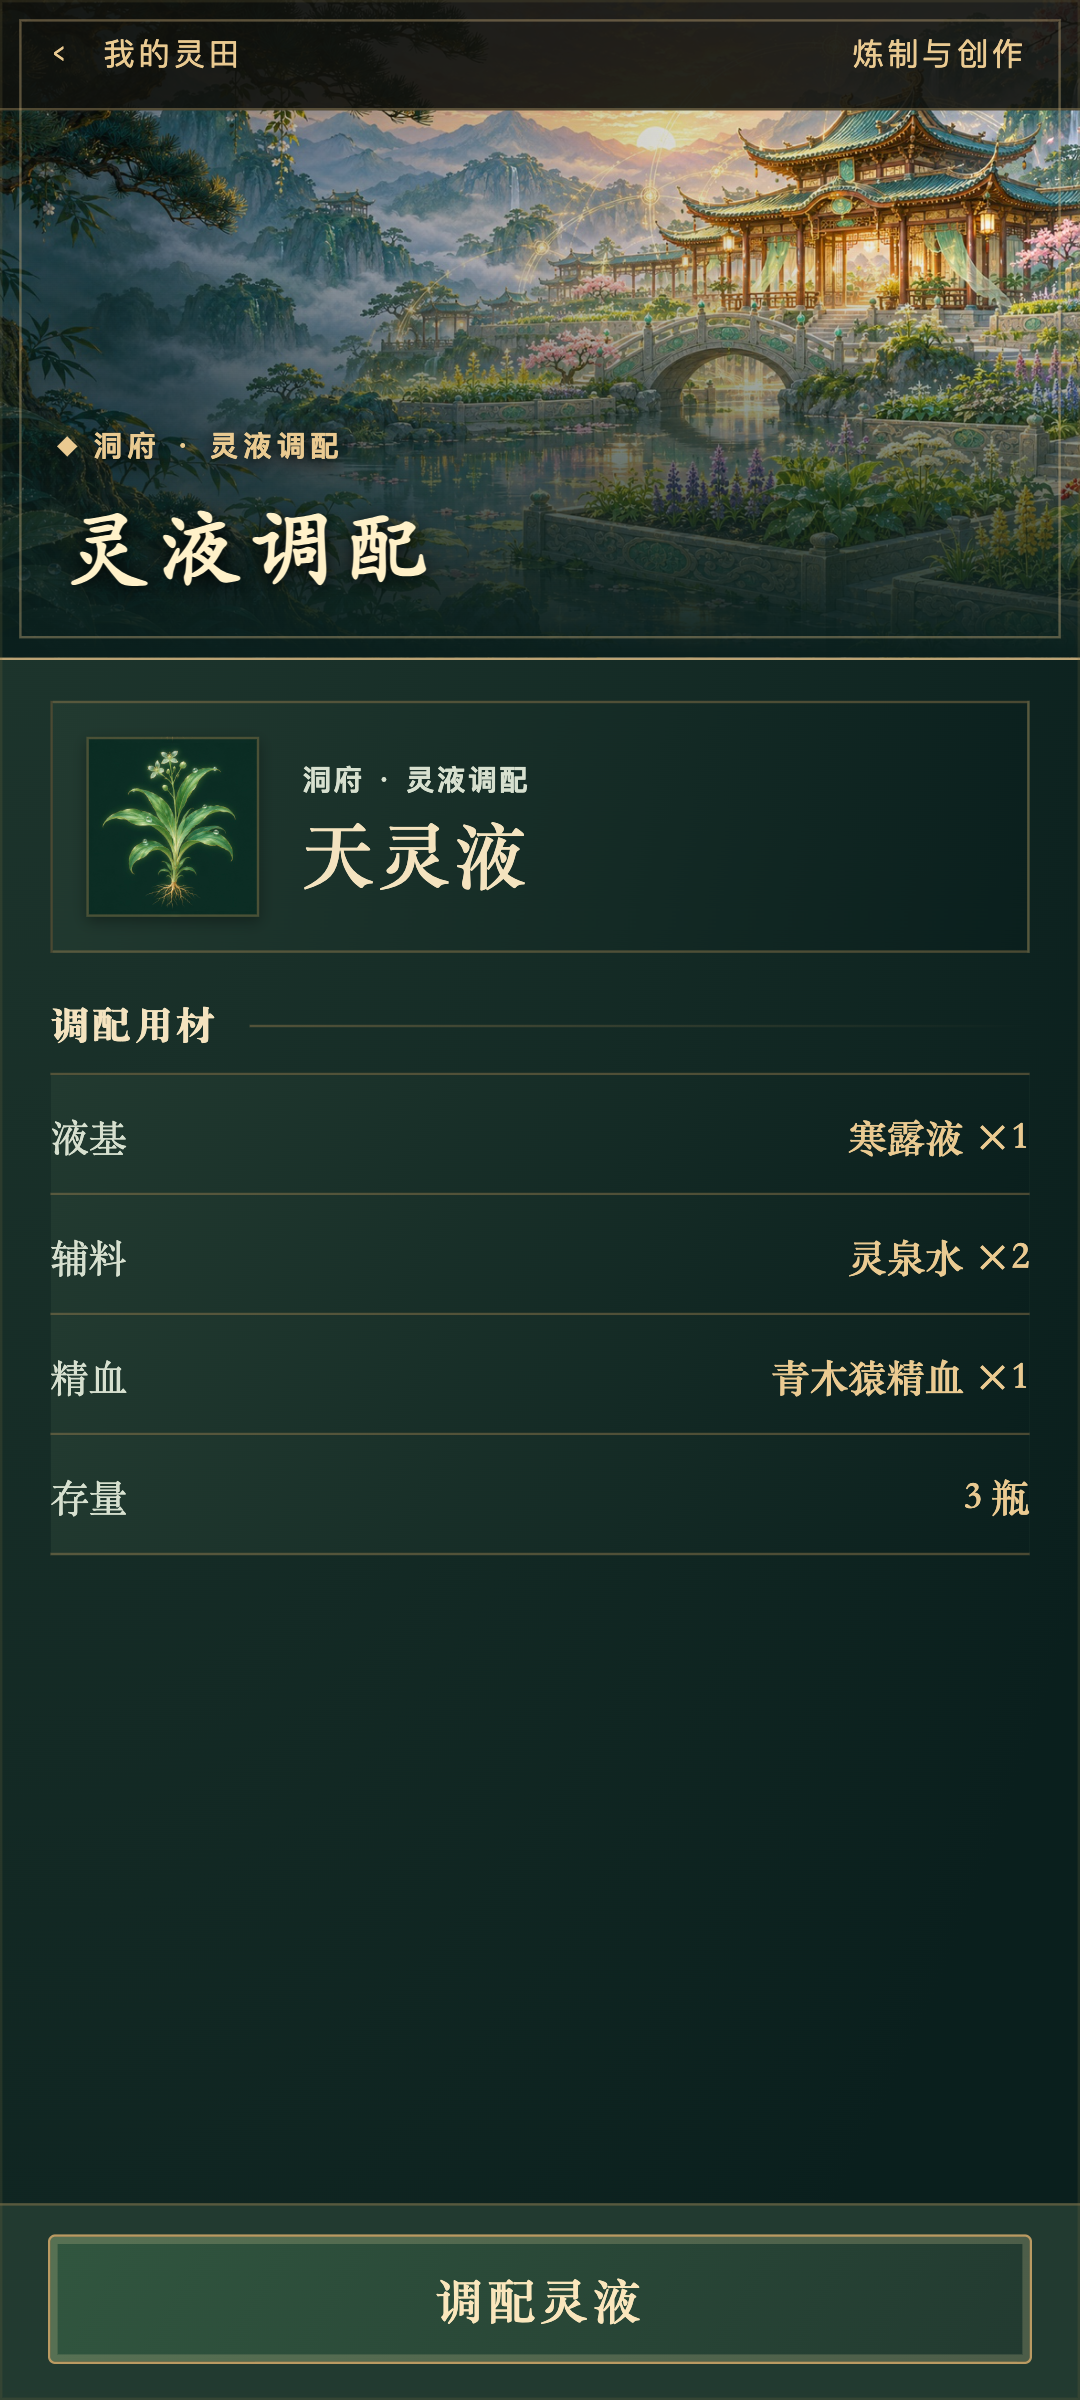 ‹ 我的灵田 炼制与创作
◆ 洞府 · 灵液调配
灵液调配
洞府 · 灵液调配
天灵液
调配用材
液基 寒露液 ×1
辅料 灵泉水 ×2
精血 青木猿精血 ×1
存量 3 瓶
调配灵液